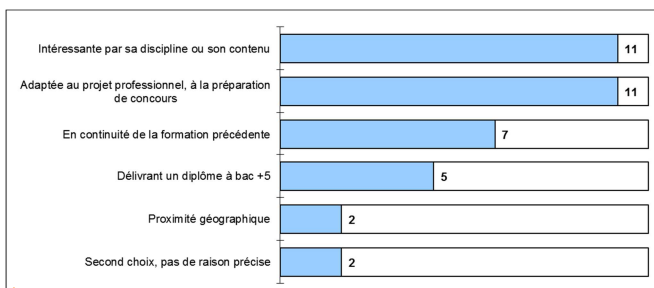 Intéressante par sa discipline ou son contenu
11
Adaptée au projet professionnel, à la préparation
de concours
11
En continuité de la formation précédente
7
Délivrant un diplôme à bac +5
5
Proximité géographique
2
Second choix, pas de raison précise
2